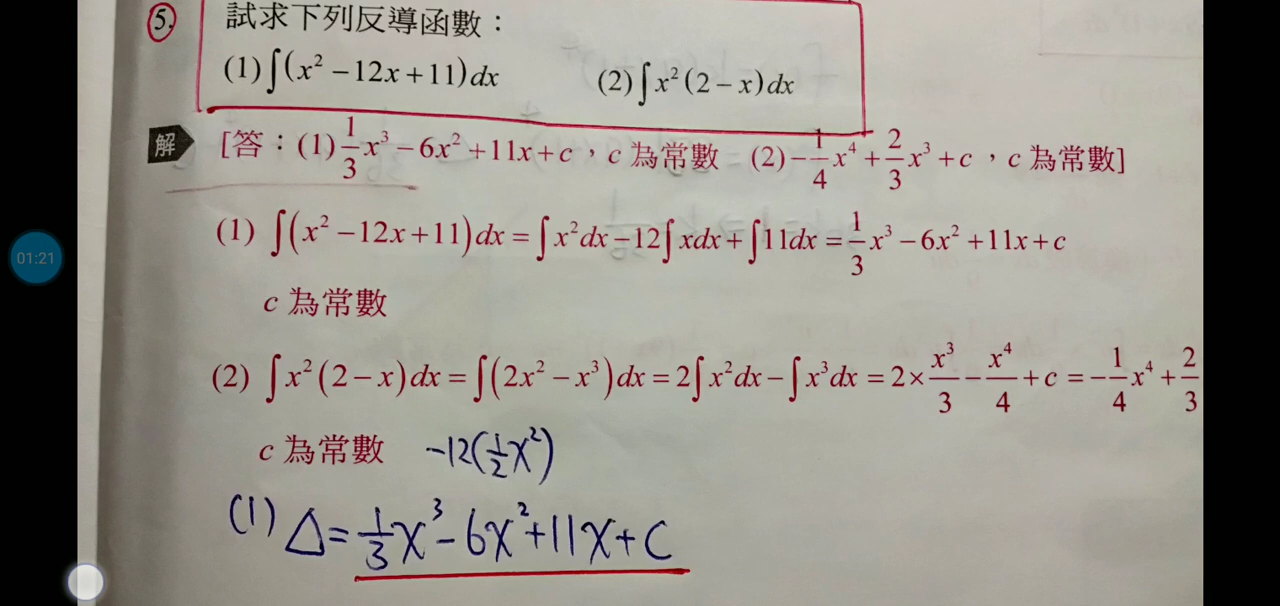 5. 試求下列反導函數：
(1)∫(x² −12x+11)dx (2)∫x²(2−x)dx
解 [答：(1)1/3x³−6x²+11x+c，c 為常數 (2)−1/4x⁴+2/3x³+c，c 為常數]
(1) ∫(x²−12x+11)dx=∫x²dx−12∫xdx+∫11dx=1/3x³−6x²+11x+c
c 為常數
01:21
(2) ∫x²(2−x)dx=∫(2x²−x³)dx=2∫x²dx−∫x³dx=2×x³/3−x⁴/4+c=−1/4x⁴+2/3
c 為常數 −12(1/2x²)
(1) Δ=1/3x³−6x²+11x+C